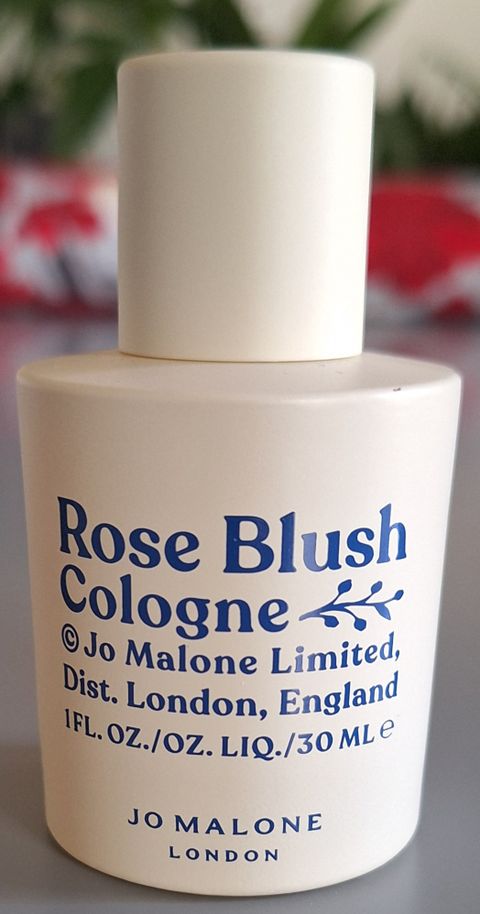 Rose Blush
Cologne
© Jo Malone Limited,
Dist. London, England
1FL. OZ./OZ. LIQ./30 ML ℮
JO MALONE
LONDON